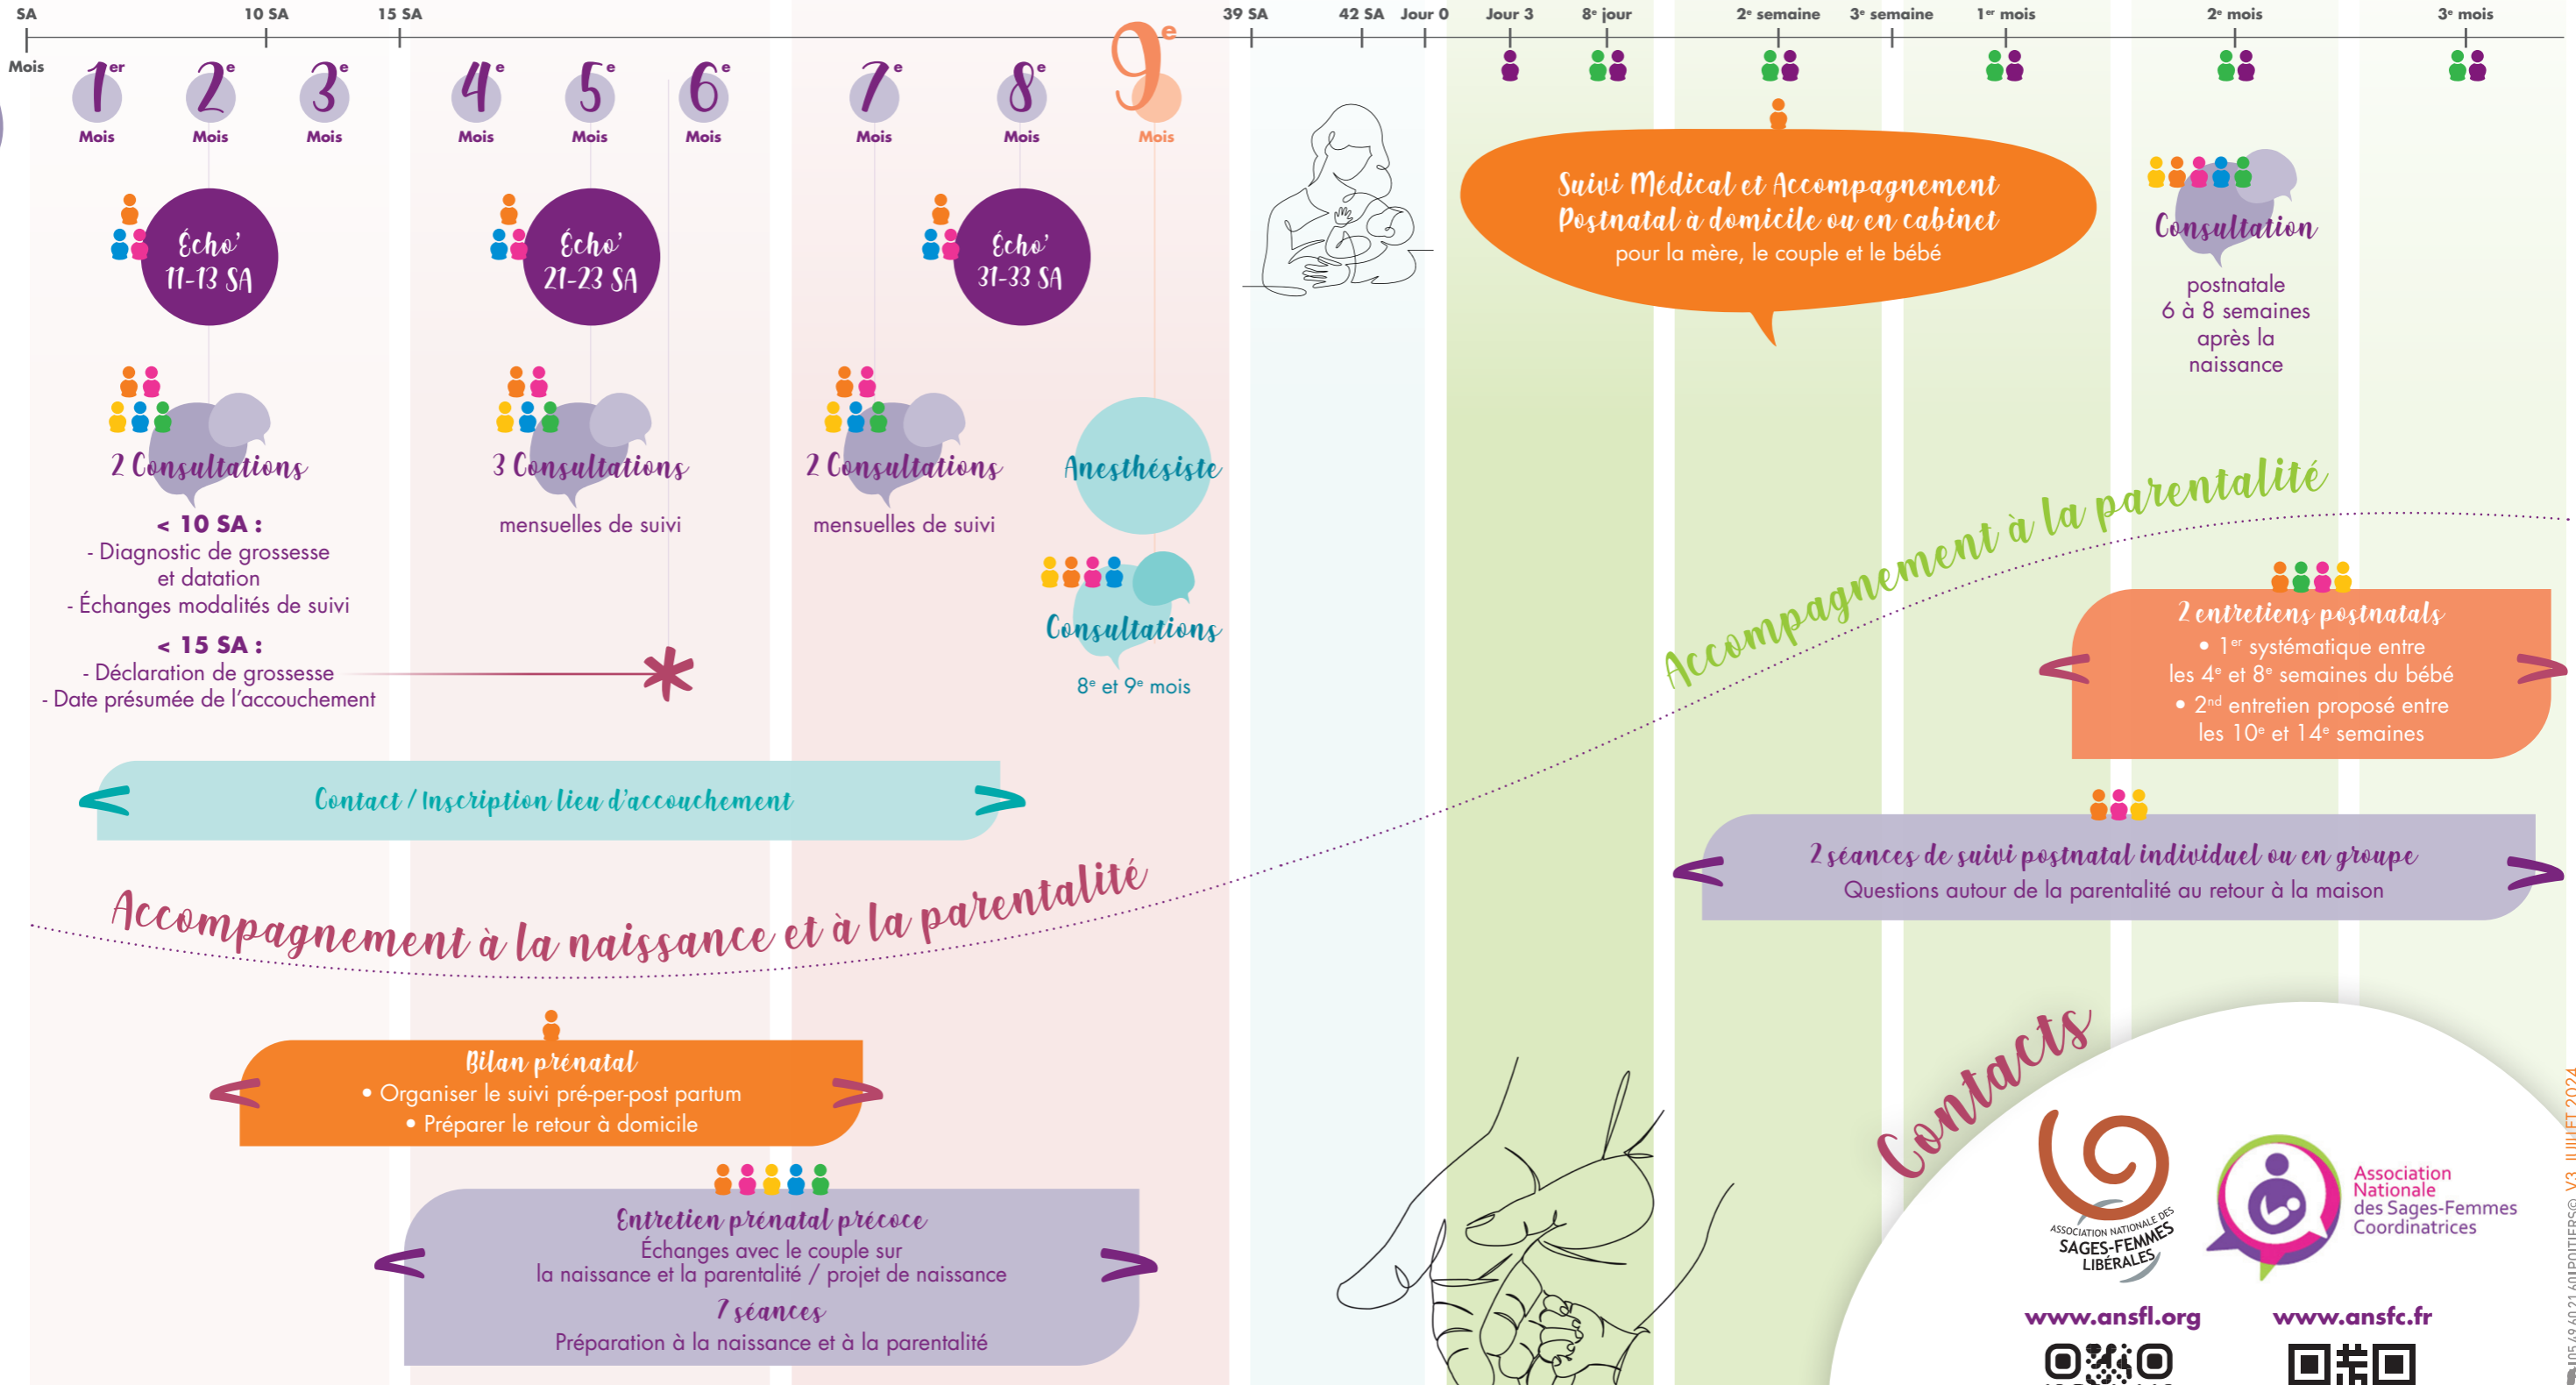 SA
10 SA
15 SA
39 SA
42 SA
Jour 0
Jour 3
8e jour
2e semaine
3e semaine
1er mois
2e mois
3e mois
Mois
1er
Mois
2e
Mois
3e
Mois
4e
Mois
5e
Mois
6e
Mois
7e
Mois
8e
Mois
9e
Mois
Écho'
11-13 SA
Écho'
21-23 SA
Écho'
31-33 SA
Suivi Médical et Accompagnement
Postnatal à domicile ou en cabinet
pour la mère, le couple et le bébé
Consultation
postnatale
6 à 8 semaines
après la
naissance
2 Consultations
< 10 SA :
- Diagnostic de grossesse
et datation
- Échanges modalités de suivi
< 15 SA :
- Déclaration de grossesse
- Date présumée de l'accouchement
3 Consultations
mensuelles de suivi
2 Consultations
mensuelles de suivi
Anesthésiste
Consultations
8e et 9e mois
Accompagnement à la parentalité
2 entretiens postnatals
• 1er systématique entre
les 4e et 8e semaines du bébé
• 2nd entretien proposé entre
les 10e et 14e semaines
Contact / Inscription lieu d'accouchement
2 séances de suivi postnatal individuel ou en groupe
Questions autour de la parentalité au retour à la maison
Accompagnement à la naissance et à la parentalité
Bilan prénatal
• Organiser le suivi pré-per-post partum
• Préparer le retour à domicile
Entretien prénatal précoce
Échanges avec le couple sur
la naissance et la parentalité / projet de naissance
7 séances
Préparation à la naissance et à la parentalité
Contacts
ASSOCIATION NATIONALE DES
SAGES-FEMMES
LIBÉRALES
www.ansfl.org
Association
Nationale
des Sages-Femmes
Coordinatrices
www.ansfc.fr
05 49 60 21 60 | POITIERS© V3 JUILLET 2024